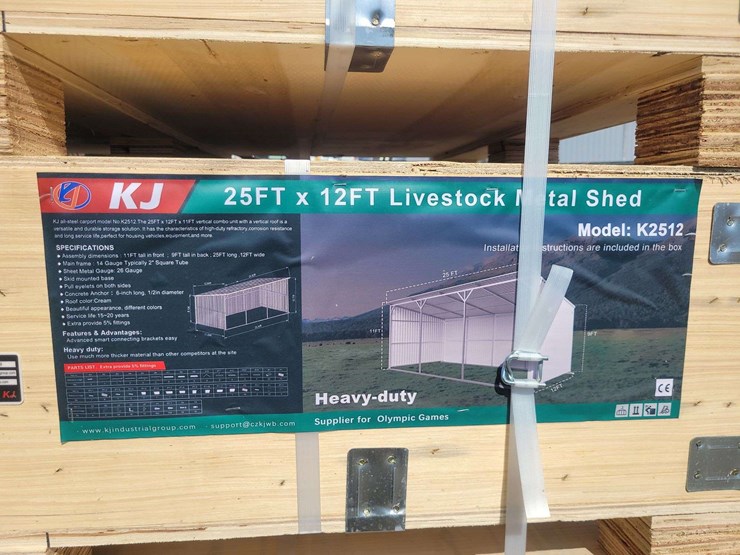 KJ
25FT x 12FT Livestock Metal Shed
Model: K2512
Installat structions are included in the box
KJ all-steel carport model No.K2512.The 25FT x 12FT x 11FT vertical combo unit with a vertical roof is a
versatile and durable storage solution. It has the characteristics of high-duty refractory,corrosion resistance
and long service life,perfect for housing vehicles,equipment,and more.
SPECIFICATIONS
Assembly dimensions : 11FT tall in front ; 9FT tall in back ; 25FT long ,12FT wide
Main frame : 14 Gauge Typically 2" Square Tube
Sheet Metal Gauge: 26 Gauge
Skid mounted base
Pull eyelets on both sides
Concrete Anchor : 8-inch long, 1/2in diameter
Roof color:Cream
Beautiful appearance, different colors
Service life:15~20 years
Extra provide 5% fittings
Features & Advantages:
Advanced smart connecting brackets easy
Heavy duty:
Use much more thicker material than other competitors at the site
PARTS LIST : Extra provide 5% fittings
25 FT
11FT
9FT
12FT
Heavy-duty
CE
www.kjindustrialgroup.com
support@czkjwb.com
Supplier for Olympic Games
KJ